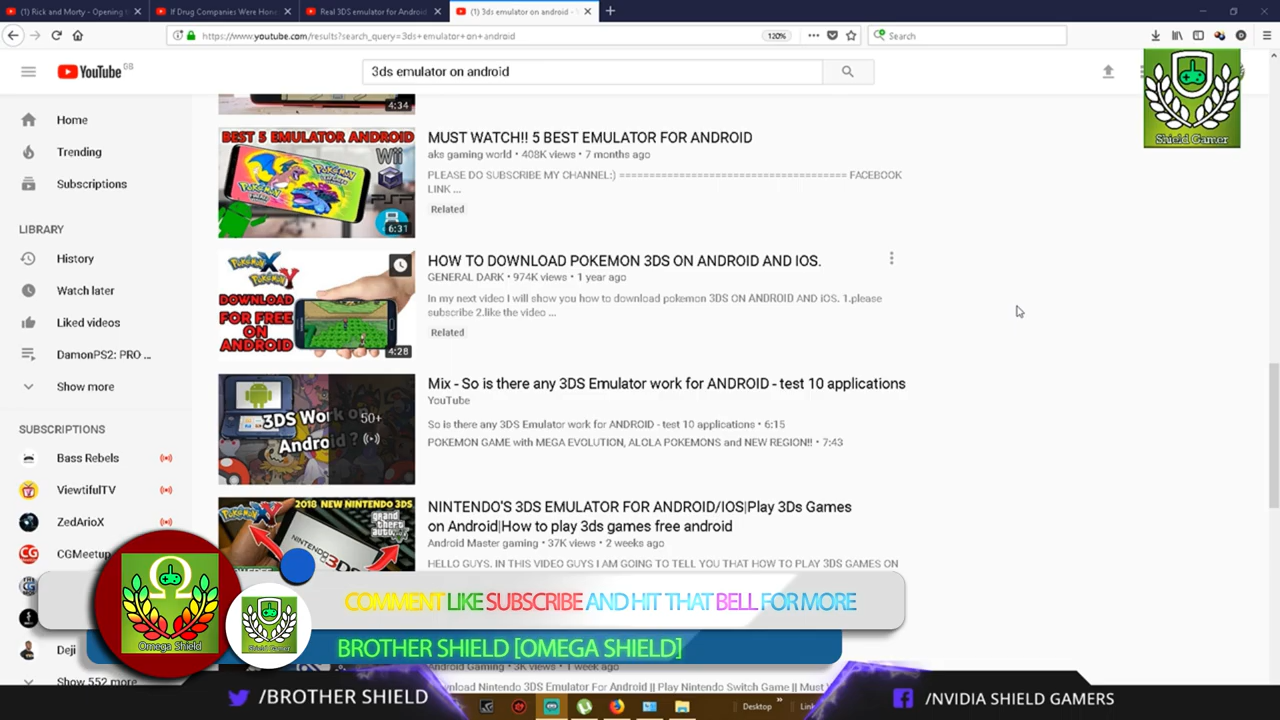 (1) Rick and Morty - Opening
If Drug Companies Were Hon
Real 3DS emulator for Android
(1) 3ds emulator on android -
https://www.youtube.com/results?search_query=3ds+emulator+on+android
120%
Search
YouTube GB
3ds emulator on android
Shield Gamer
Home
Trending
Subscriptions
LIBRARY
History
Watch later
Liked videos
DamonPS2: PRO ...
Show more
SUBSCRIPTIONS
Bass Rebels
ViewtifulTV
ZedArioX
CGMeetup
Deji
Show 552 more
4:34
BEST 5 EMULATOR ANDROID
Wii
PSP
6:31
MUST WATCH!! 5 BEST EMULATOR FOR ANDROID
aks gaming world • 408K views • 7 months ago
PLEASE DO SUBSCRIBE MY CHANNEL:) ===================================== FACEBOOK
LINK ...
Related
DOWNLOAD
FOR FREE
ON
ANDROID
4:28
HOW TO DOWNLOAD POKEMON 3DS ON ANDROID AND IOS.
GENERAL DARK • 974K views • 1 year ago
In my next video I will show you how to download pokemon 3DS ON ANDROID AND iOS. 1.please
subscribe 2.like the video ...
Related
3DS Work on
Android ?
50+
Mix - So is there any 3DS Emulator work for ANDROID - test 10 applications
YouTube
So is there any 3DS Emulator work for ANDROID - test 10 applications • 6:15
POKEMON GAME with MEGA EVOLUTION, ALOLA POKEMONS and NEW REGION!! • 7:43
2018 NEW NINTENDO 3DS
grand theft auto
NINTENDO 3DS
NINTENDO'S 3DS EMULATOR FOR ANDROID/IOS|Play 3Ds Games
on Android|How to play 3ds games free android
Android Master gaming • 37K views • 2 weeks ago
HELLO GUYS. IN THIS VIDEO GUYS I AM GOING TO TELL YOU THAT HOW TO PLAY 3DS GAMES ON
Omega Shield
Shield Gamer
COMMENT LIKE SUBSCRIBE AND HIT THAT BELL FOR MORE
BROTHER SHIELD [OMEGA SHIELD]
Android Gaming • 3K views • 1 week ago
Download Nintendo 3DS Emulator For Android || Play Nintendo Switch Game || Must
/BROTHER SHIELD
Desktop
Lin
/NVIDIA SHIELD GAMERS